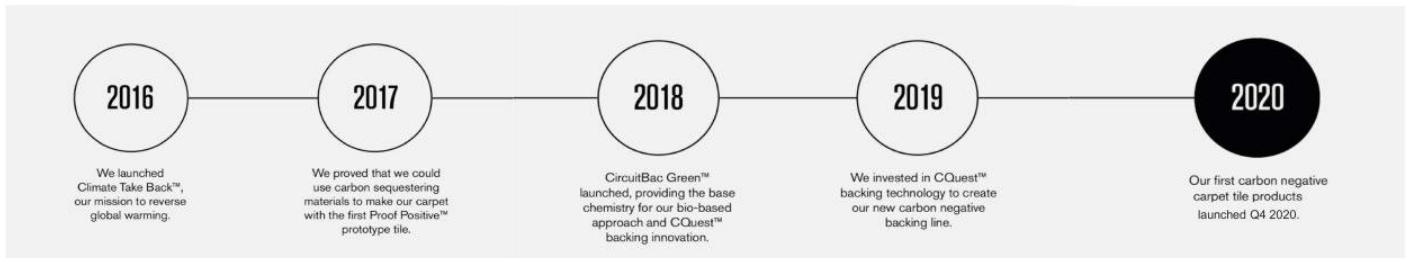 2016
We launched
Climate Take Back™,
our mission to reverse
global warming.
2017
We proved that we could
use carbon sequestering
materials to make our carpet
with the first Proof Positive™
prototype tile.
2018
CircuitBac Green™
launched, providing the base
chemistry for our bio-based
approach and CQuest™
backing innovation.
2019
We invested in CQuest™
backing technology to create
our new carbon negative
backing line.
2020
Our first carbon negative
carpet tile products
launched Q4 2020.